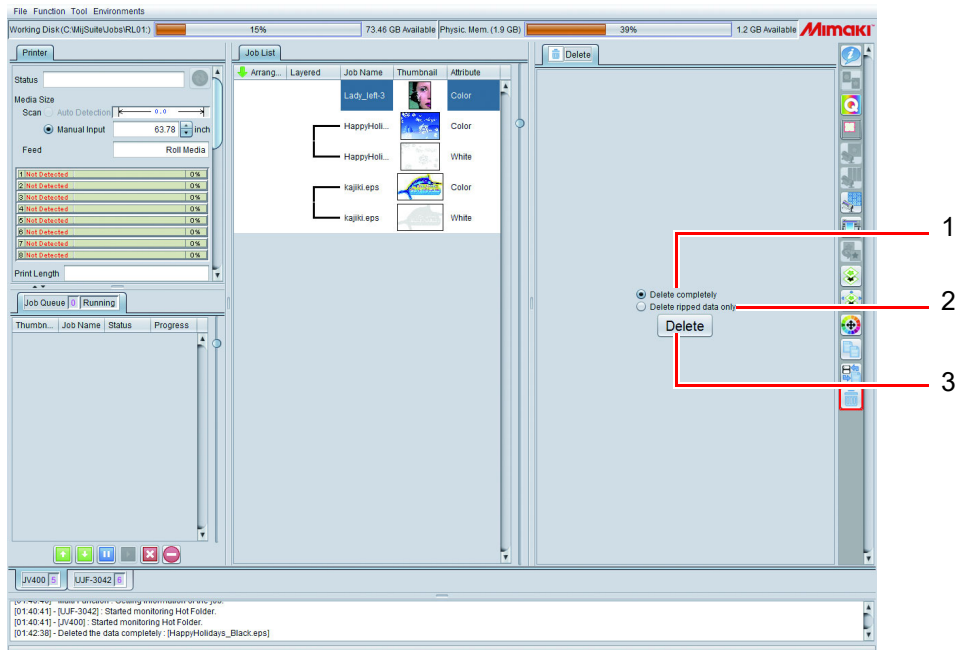 File Function Tool Environments
Working Disk (C:\MijSuite\Jobs\RL01:) 15% 73.46 GB Available Physic. Mem. (1.9 GB) 39% 1.2 GB Available Mimaki
Printer
Status
Media Size
Scan Auto Detection 0.0
Manual Input 63.78 inch
Feed Roll Media
1 Not Detected 0%
2 Not Detected 0%
3 Not Detected 0%
4 Not Detected 0%
5 Not Detected 0%
6 Not Detected 0%
7 Not Detected 0%
8 Not Detected 0%
Print Length
Job Queue 0 Running
Thumbn... Job Name Status Progress
Job List
Arrang... Layered Job Name Thumbnail Attribute
Lady_left-3 Color
HappyHoli... Color
HappyHoli... White
kajiki.eps Color
kajiki.eps White
Delete
Delete completely
Delete ripped data only
Delete
1
2
3
JV400 5 UJF-3042 6
[01:40:41] - [UJF-3042] : Started monitoring Hot Folder.
[01:40:41] - [JV400] : Started monitoring Hot Folder.
[01:42:38] - Deleted the data completely : [HappyHolidays_Black.eps]